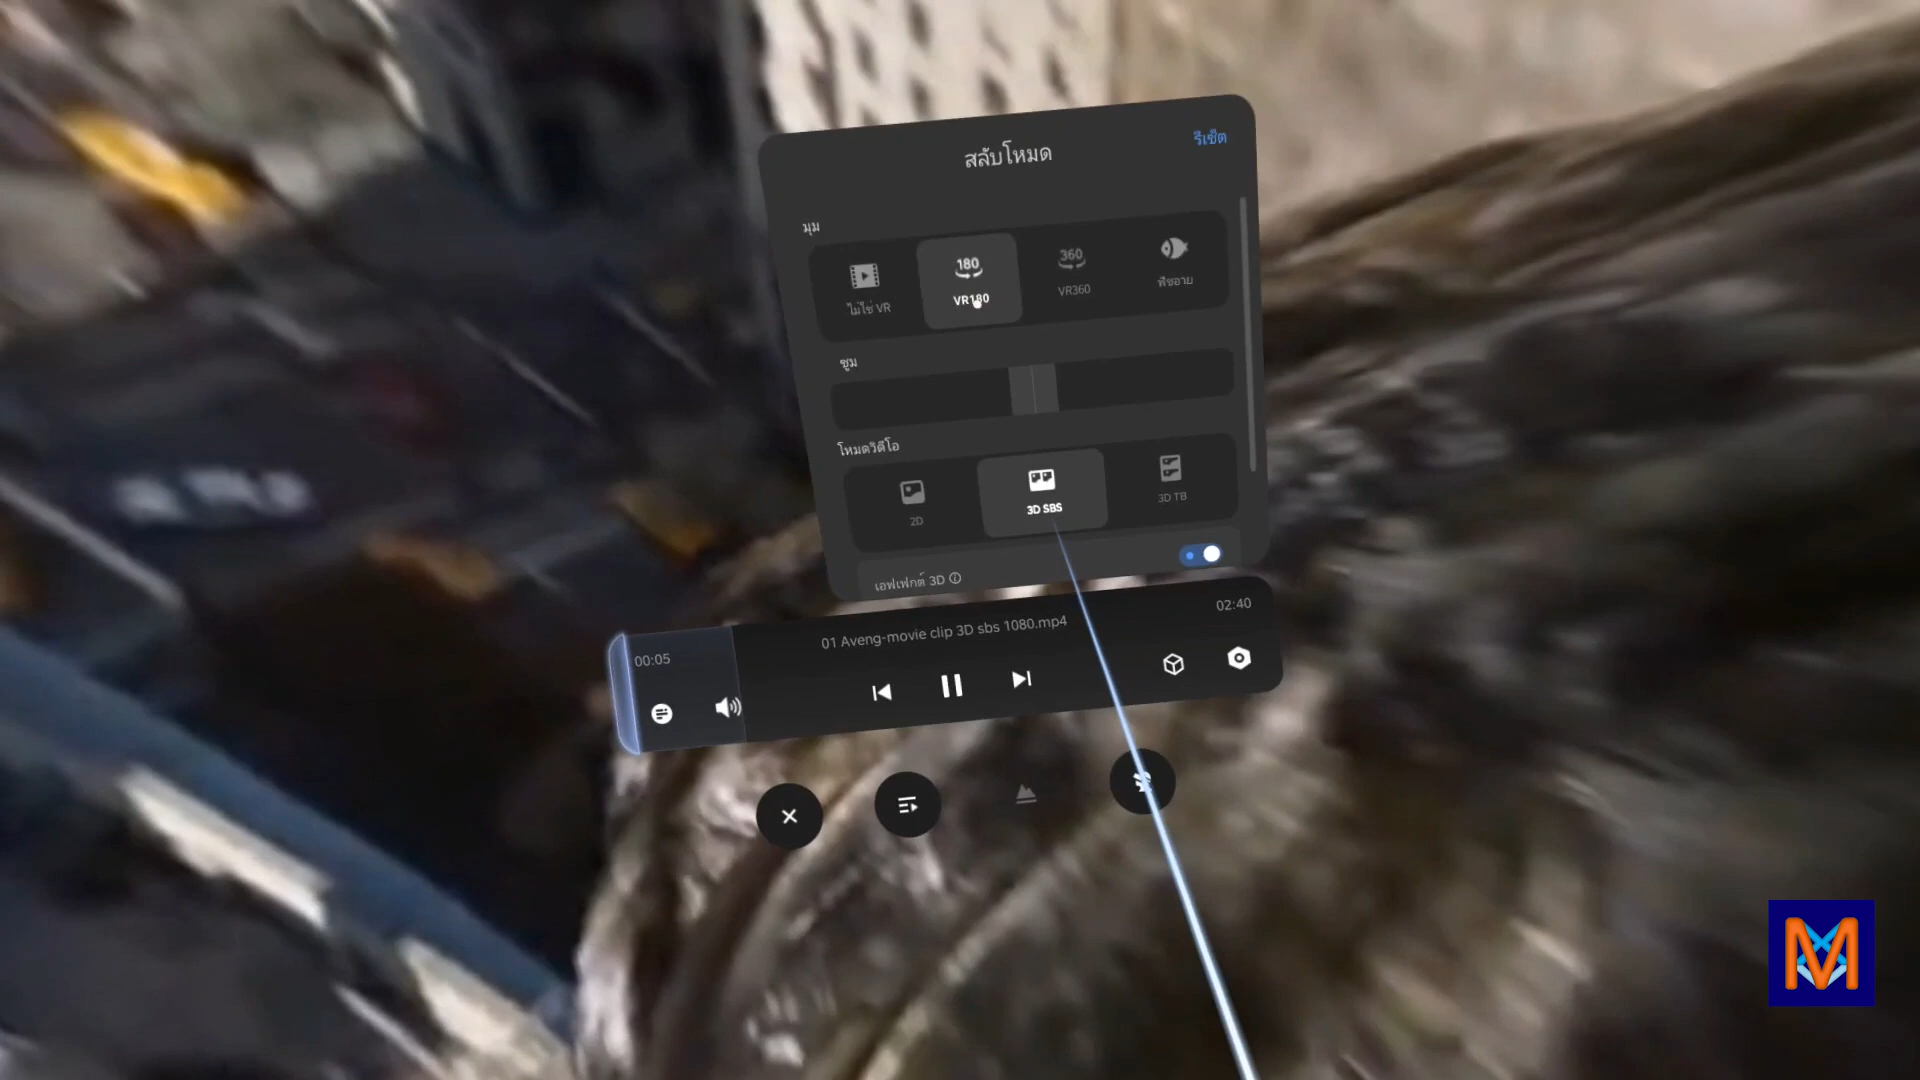 สลับโหมด
รีเซ็ต
มุม
180
360
ไม่ใช่ VR
VR180
VR360
ฟิชอาย
ซูม
โหมดวิดีโอ
2D
3D SBS
3D TB
เอฟเฟกต์ 3D
02:40
01 Aveng-movie clip 3D sbs 1080.mp4
00:05
M